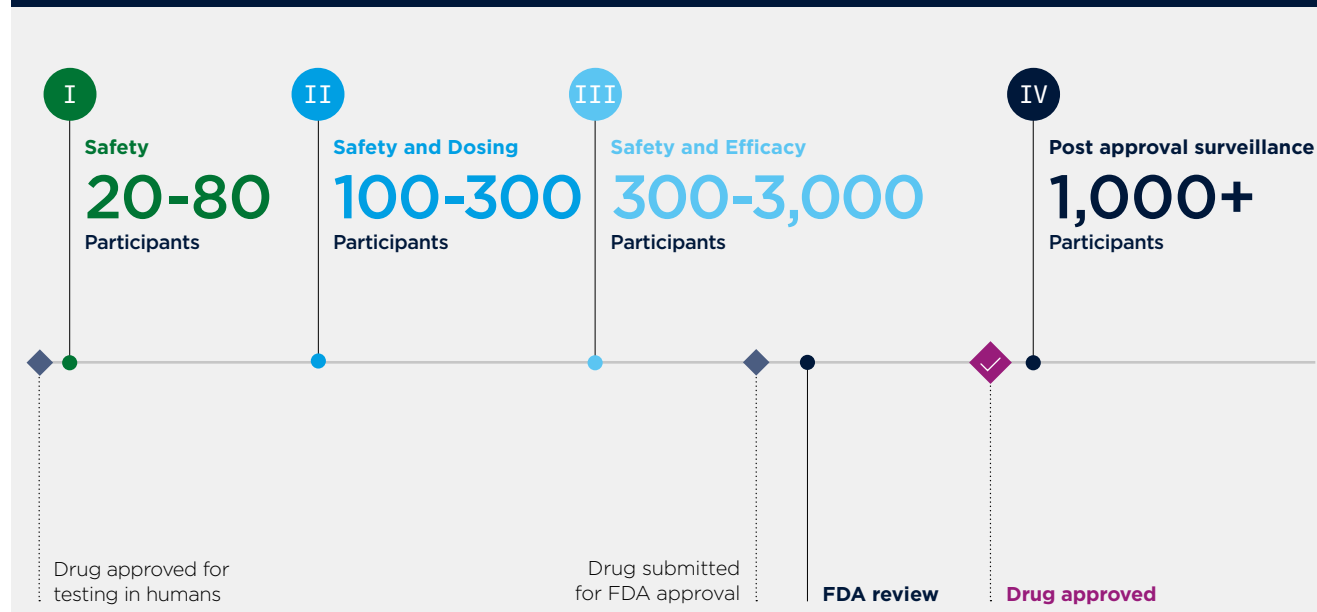 I
Safety
20-80
Participants
II
Safety and Dosing
100-300
Participants
III
Safety and Efficacy
300-3,000
Participants
IV
Post approval surveillance
1,000+
Participants
Drug approved for
testing in humans
Drug submitted
for FDA approval
FDA review
Drug approved